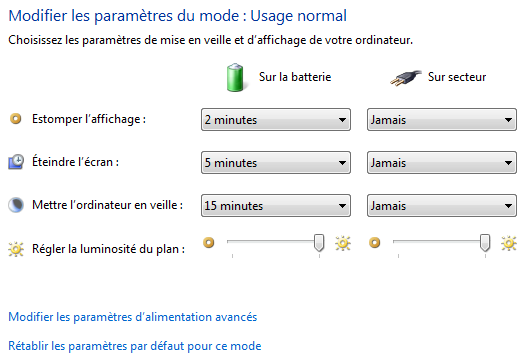 Modifier les paramètres du mode : Usage normal
Choisissez les paramètres de mise en veille et d'affichage de votre ordinateur.
Sur la batterie Sur secteur
Estomper l'affichage : 2 minutes Jamais
Éteindre l'écran : 5 minutes Jamais
Mettre l'ordinateur en veille : 15 minutes Jamais
Régler la luminosité du plan :
Modifier les paramètres d'alimentation avancés
Rétablir les paramètres par défaut pour ce mode